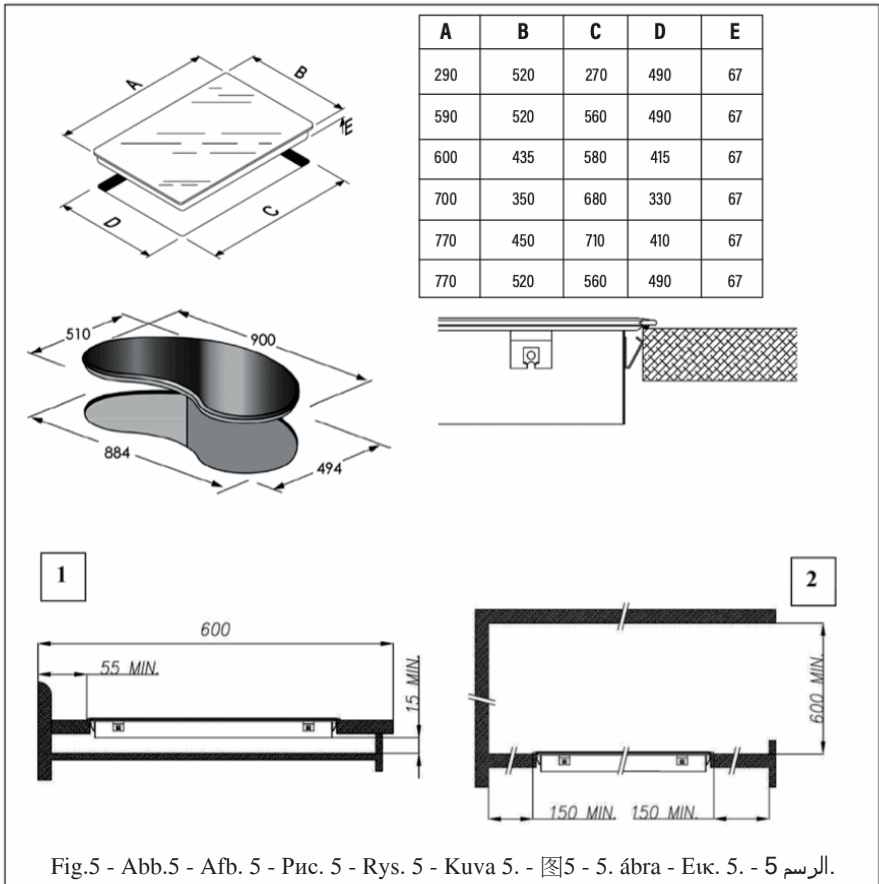 A B C D E
290 520 270 490 67
590 520 560 490 67
600 435 580 415 67
700 350 680 330 67
770 450 710 410 67
770 520 560 490 67
A
B
E
D
C
510
900
884
494
1
600
55 MIN.
15 MIN.
2
600 MIN.
150 MIN. 150 MIN.
Fig.5 - Abb.5 - Afb. 5 - Рис. 5 - Rys. 5 - Kuva 5. - 图5 - 5. ábra - Εικ. 5. - 5 الرسم.